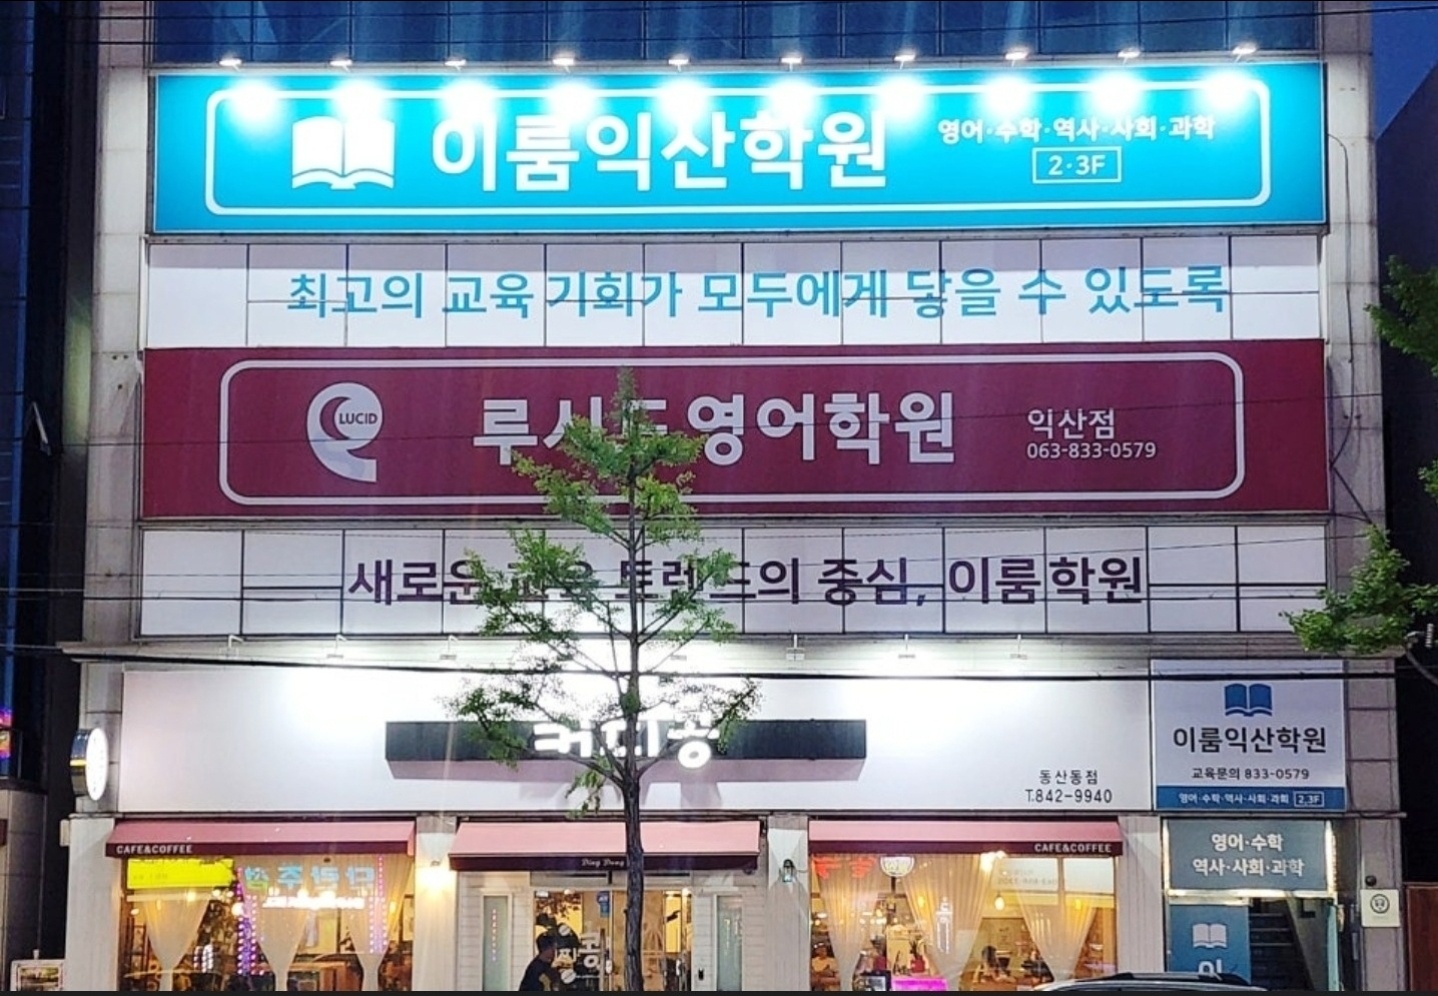 이룸익산학원
영어·수학·역사·사회·과학
2·3F
최고의 교육 기회가 모두에게 닿을 수 있도록
LUCID
루시드영어학원
익산점
063-833-0579
새로운 교육 트렌드의 중심, 이룸학원
커피홍
동산동점
T.842-9940
이룸익산학원
교육문의 833-0579
영어·수학·역사·사회·과학 2,3F
CAFE&COFFEE
Ding Dong
CAFE&COFFEE
영어·수학
역사·사회·과학